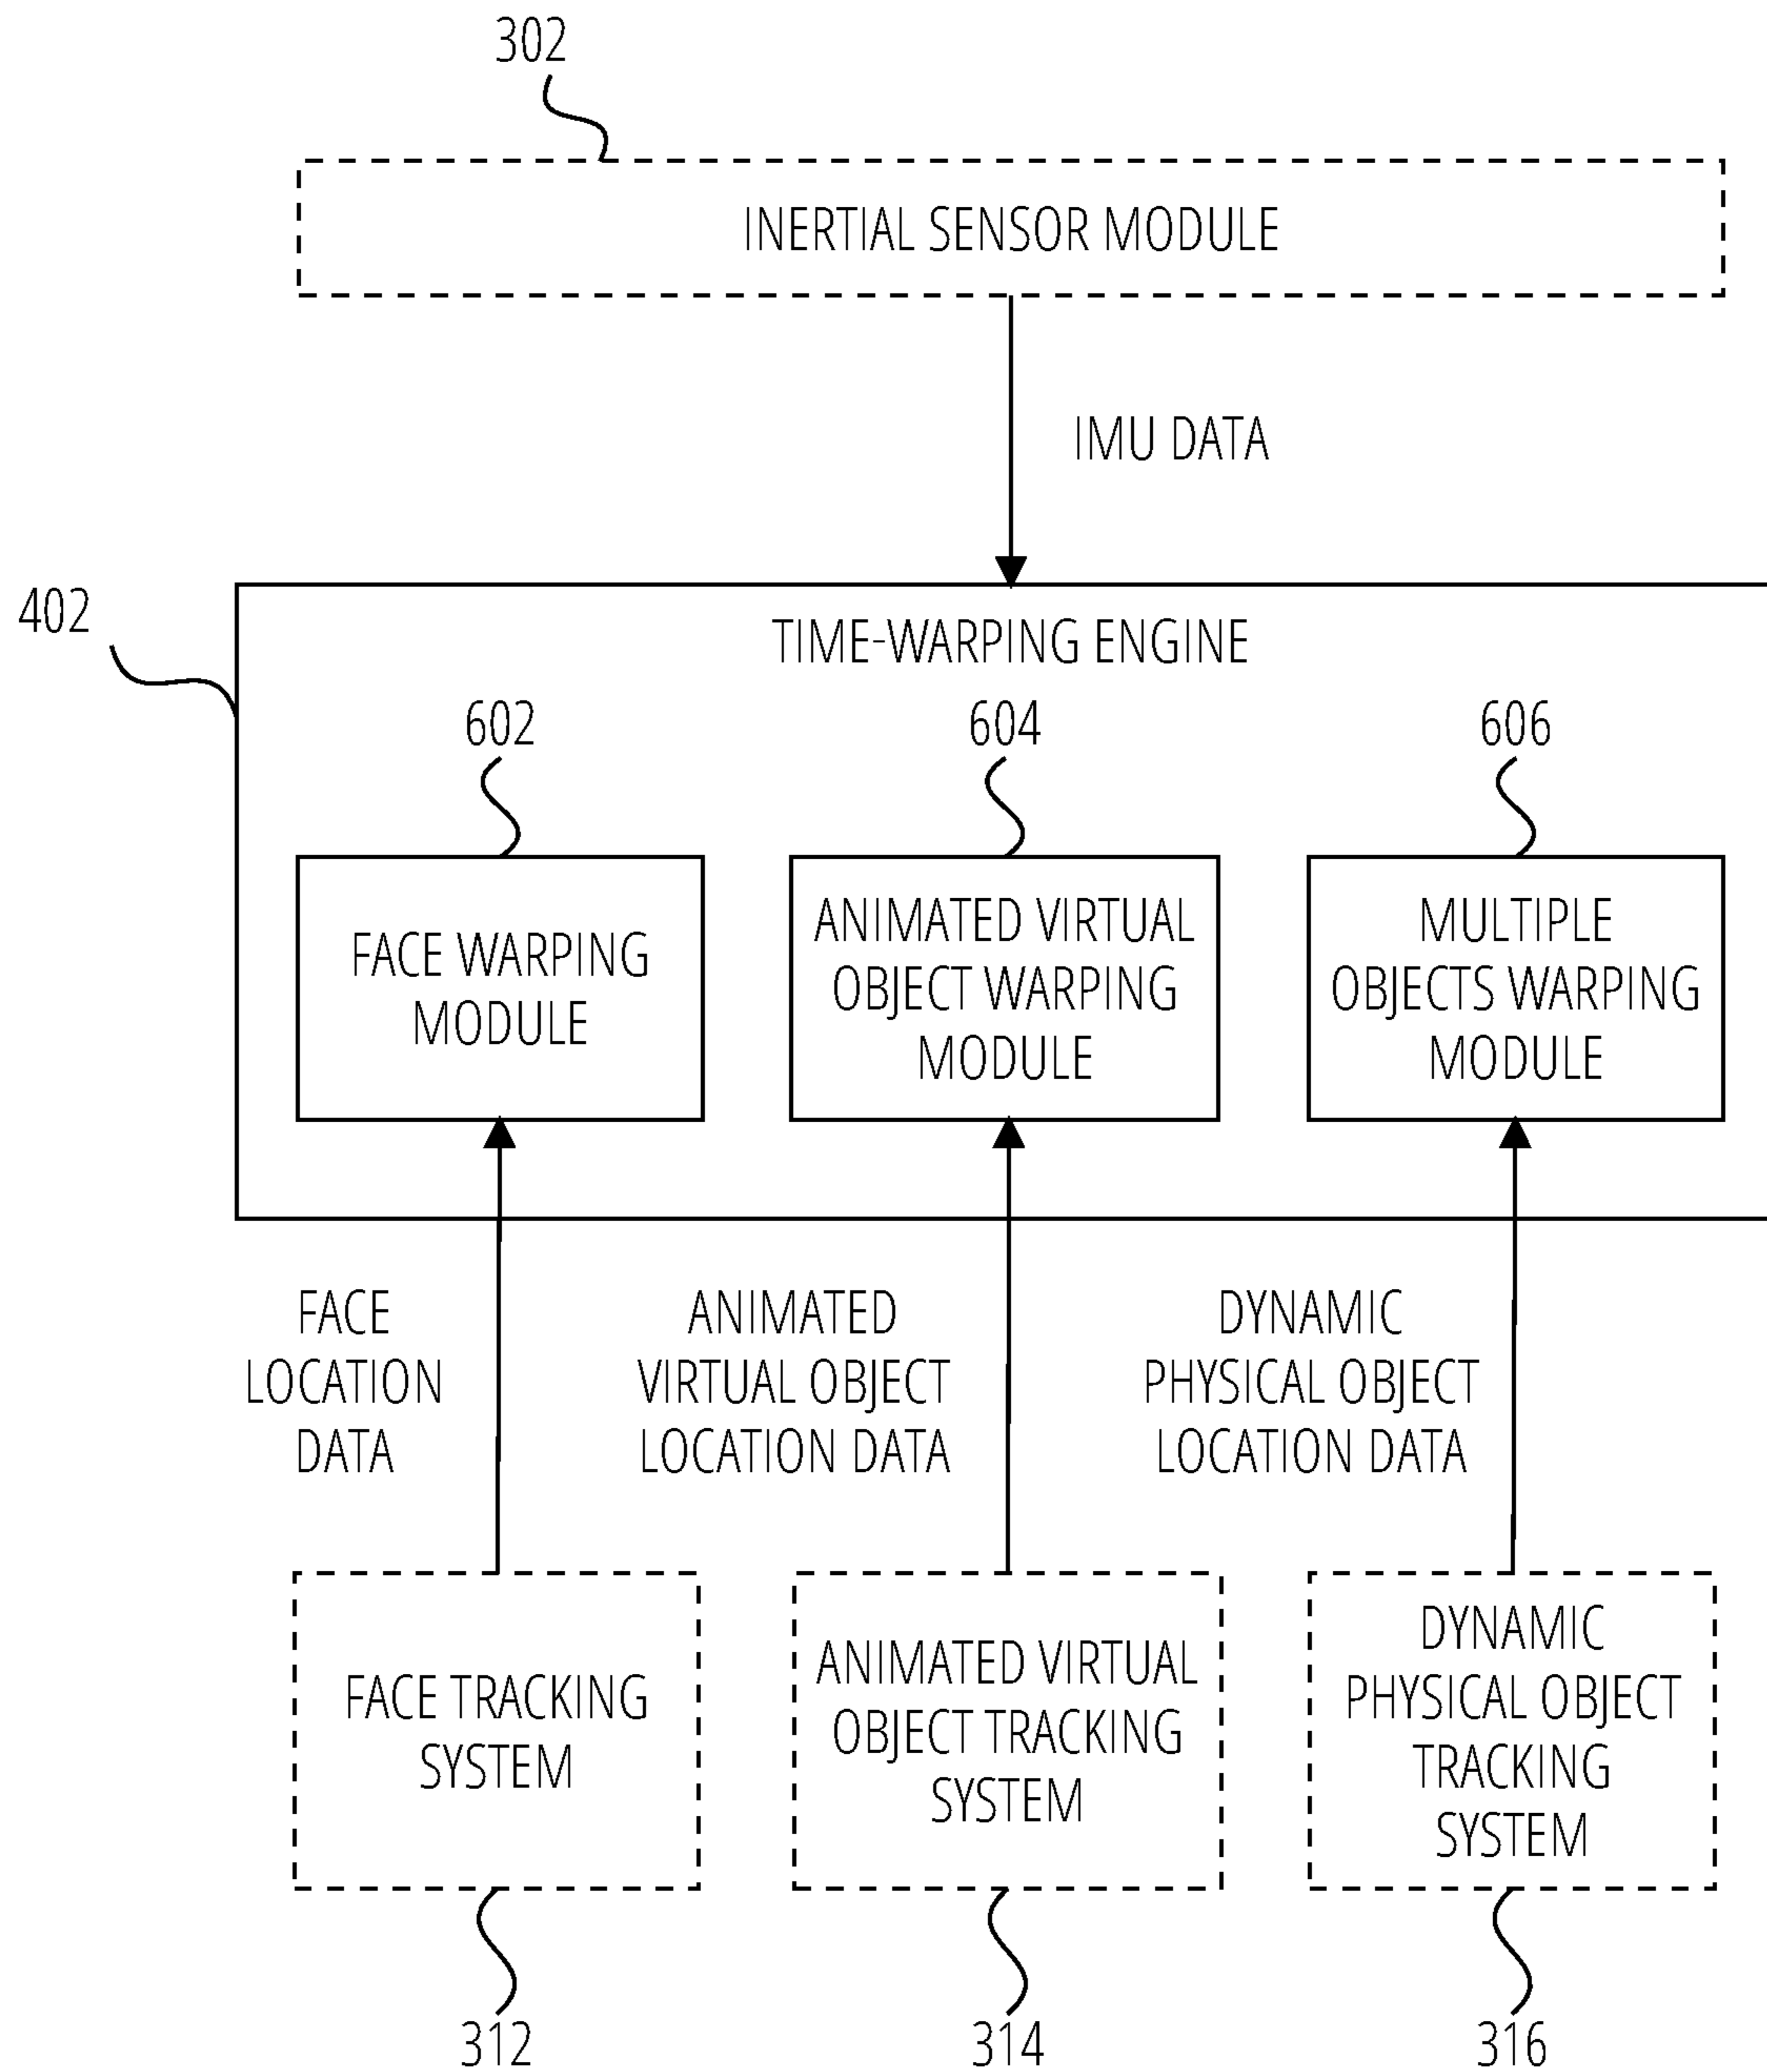 302
INERTIAL SENSOR MODULE
IMU DATA
402
TIME-WARPING ENGINE
602
604
606
FACE WARPING
MODULE
ANIMATED VIRTUAL
OBJECT WARPING
MODULE
MULTIPLE
OBJECTS WARPING
MODULE
FACE
LOCATION
DATA
ANIMATED
VIRTUAL OBJECT
LOCATION DATA
DYNAMIC
PHYSICAL OBJECT
LOCATION DATA
FACE TRACKING
SYSTEM
ANIMATED VIRTUAL
OBJECT TRACKING
SYSTEM
DYNAMIC
PHYSICAL OBJECT
TRACKING
SYSTEM
312
314
316